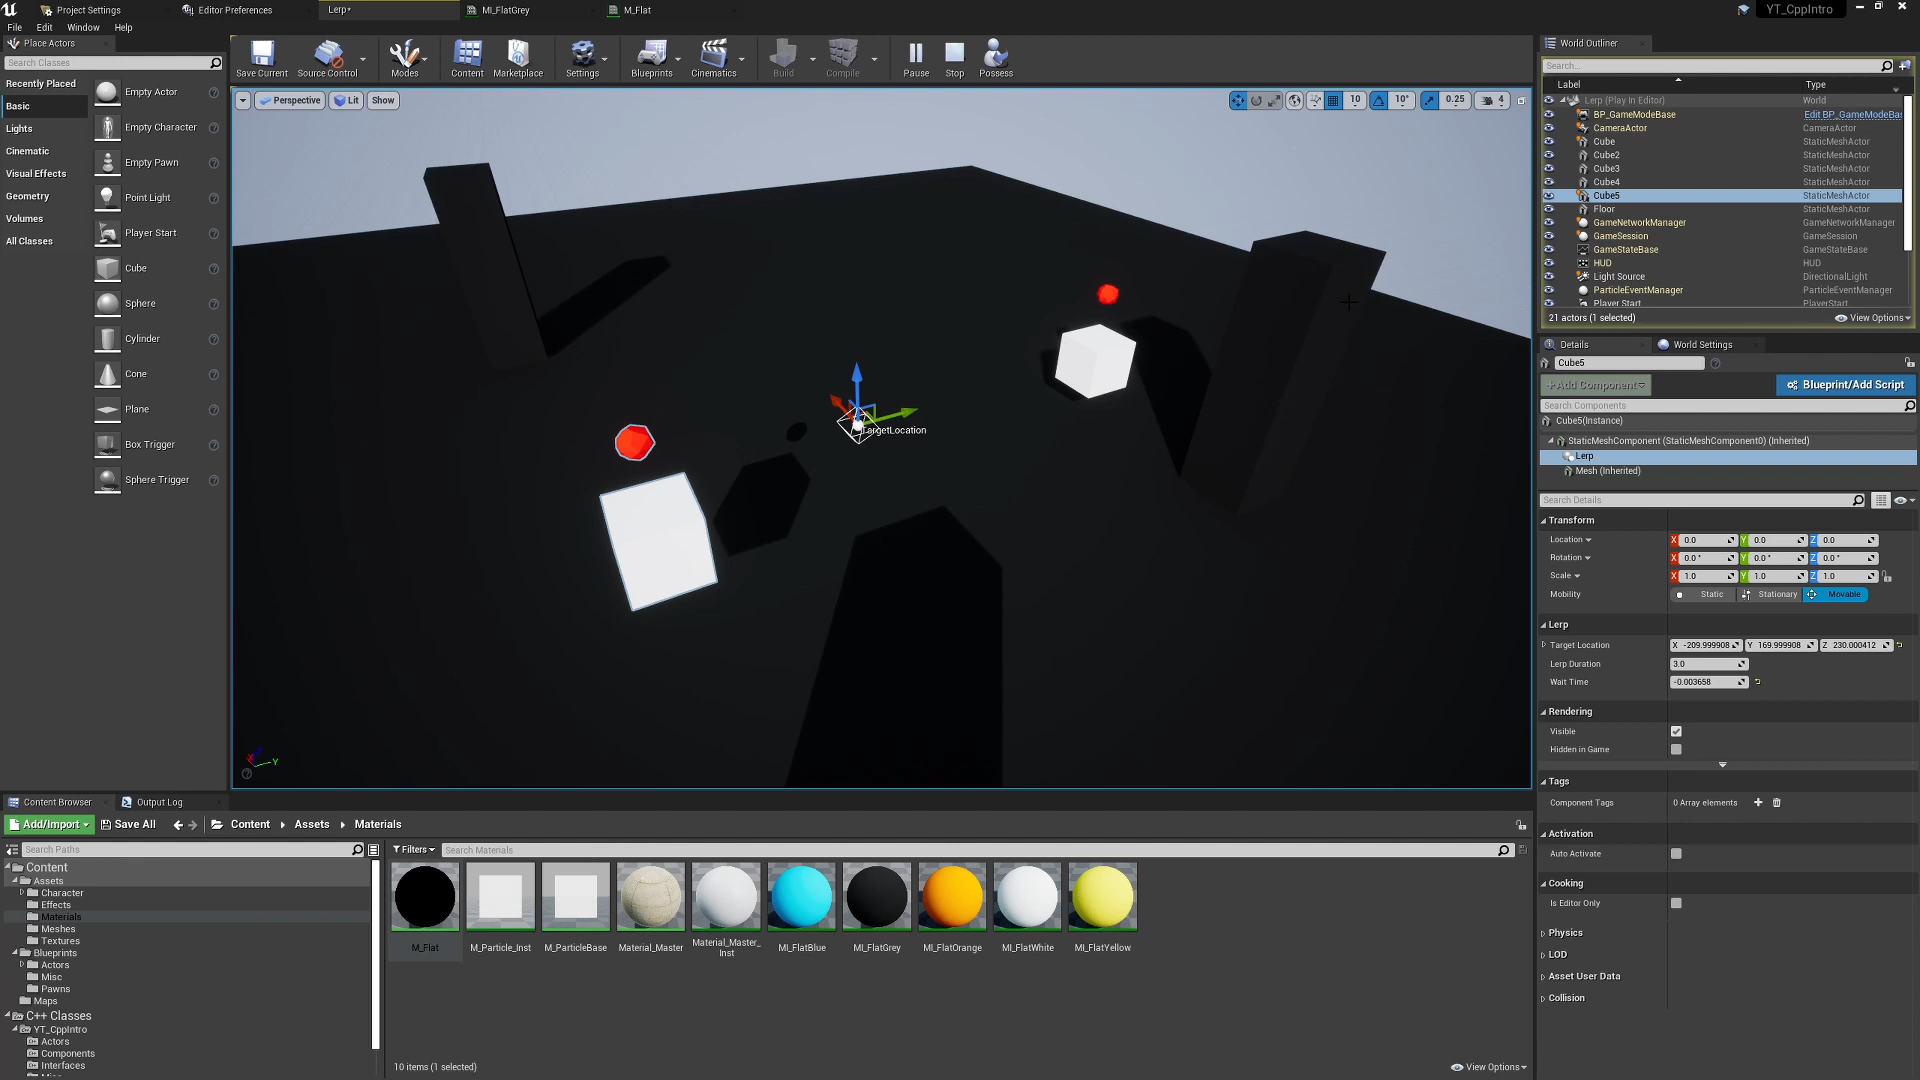 Project Settings
Editor Preferences
Lerp*
MI_FlatGrey
M_Flat
YT_CppIntro
File Edit Window Help
Place Actors
Search Classes
Recently Placed
Basic
Lights
Cinematic
Visual Effects
Geometry
Volumes
All Classes
Empty Actor
Empty Character
Empty Pawn
Point Light
Player Start
Cube
Sphere
Cylinder
Cone
Plane
Box Trigger
Sphere Trigger
Save Current
Source Control
Modes
Content
Marketplace
Settings
Blueprints
Cinematics
Build
Compile
Pause
Stop
Possess
Perspective
Lit
Show
10
10°
0.25
4
TargetLocation
Y
World Outliner
Search...
Label Type
Lerp (Play In Editor) World
BP_GameModeBase Edit BP_GameModeBas
CameraActor CameraActor
Cube StaticMeshActor
Cube2 StaticMeshActor
Cube3 StaticMeshActor
Cube4 StaticMeshActor
Cube5 StaticMeshActor
Floor StaticMeshActor
GameNetworkManager GameNetworkManager
GameSession GameSession
GameStateBase GameStateBase
HUD HUD
Light Source DirectionalLight
ParticleEventManager ParticleEventManager
Player Start PlayerStart
21 actors (1 selected) View Options
Details World Settings
Cube5
+Add Component Blueprint/Add Script
Search Components
Cube5(Instance)
StaticMeshComponent (StaticMeshComponent0) (Inherited)
Lerp
Mesh (Inherited)
Search Details
Transform
Location X 0.0 Y 0.0 Z 0.0
Rotation X 0.0 ° Y 0.0 ° Z 0.0 °
Scale X 1.0 Y 1.0 Z 1.0
Mobility Static Stationary Movable
Lerp
Target Location X -209.999908 Y 169.999908 Z 230.000412
Lerp Duration 3.0
Wait Time -0.003658
Rendering
Visible
Hidden in Game
Tags
Component Tags 0 Array elements
Activation
Auto Activate
Cooking
Is Editor Only
Physics
LOD
Asset User Data
Collision
Content Browser Output Log
Add/Import Save All Content Assets Materials
Search Paths
Content
Assets
Character
Effects
Materials
Meshes
Textures
Blueprints
Actors
Misc
Pawns
Maps
C++ Classes
YT_CppIntro
Actors
Components
Interfaces
Filters Search Materials
M_Flat
M_Particle_Inst
M_ParticleBase
Material_Master
Material_Master_
Inst
MI_FlatBlue
MI_FlatGrey
MI_FlatOrange
MI_FlatWhite
MI_FlatYellow
10 items (1 selected) View Options